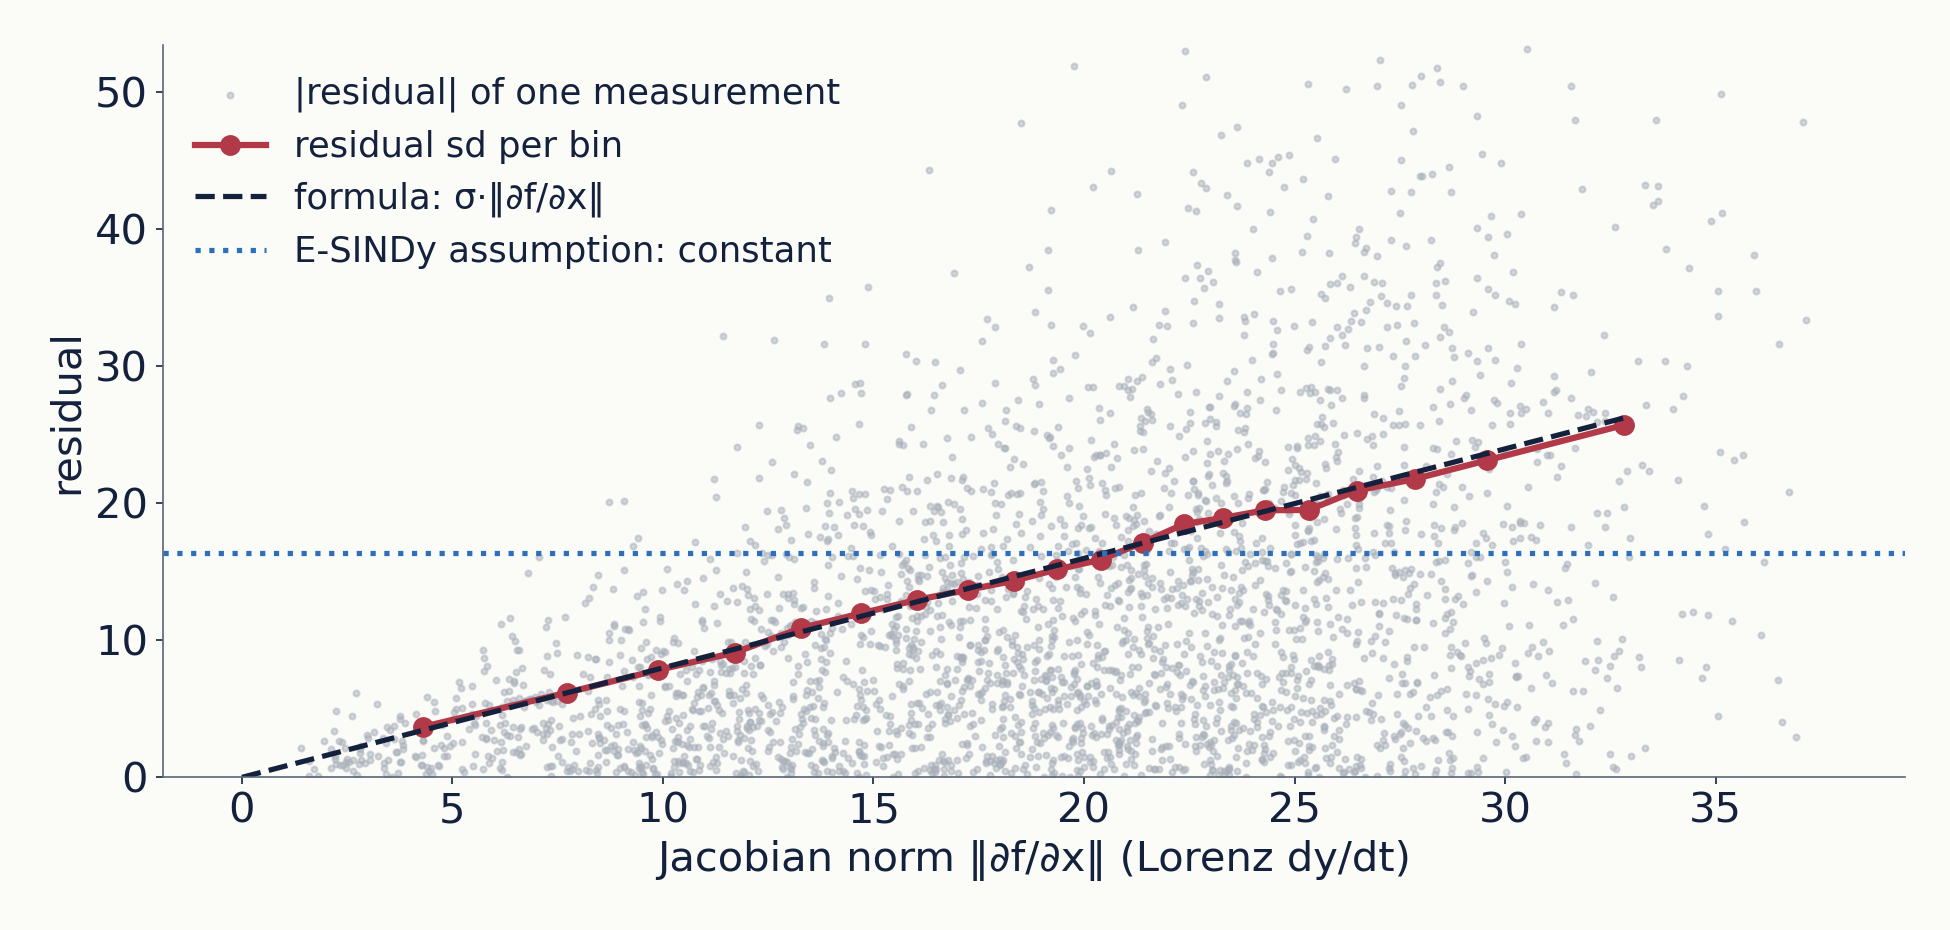 |residual| of one measurement
residual sd per bin
formula: σ·‖∂f/∂x‖
E-SINDy assumption: constant
residual
50
40
30
20
10
0
0 5 10 15 20 25 30 35
Jacobian norm ‖∂f/∂x‖ (Lorenz dy/dt)